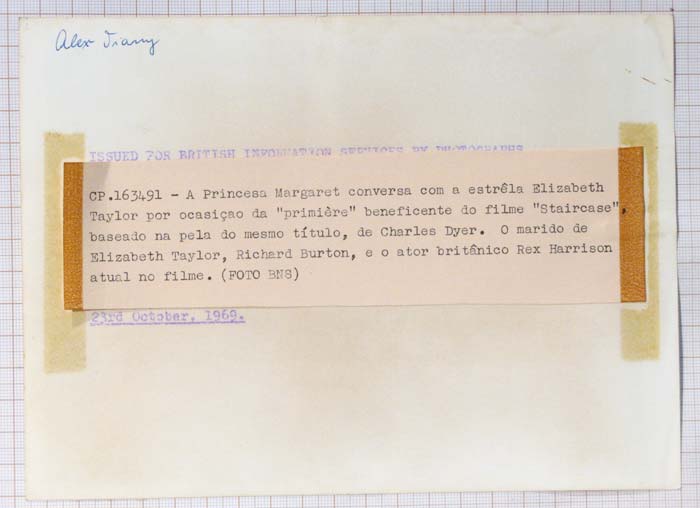 Alex Viany
ISSUED FOR BRITISH INFORMATION SERVICES BY PHOTOGRAPHS
CP.163491 - A Princesa Margaret conversa com a estrêla Elizabeth
Taylor por ocasiçao da "primière" beneficente do filme "Staircase",
baseado na pela do mesmo título, de Charles Dyer. O marido de
Elizabeth Taylor, Richard Burton, e o ator britânico Rex Harrison
atual no filme. (FOTO BNS)
23rd October, 1969.